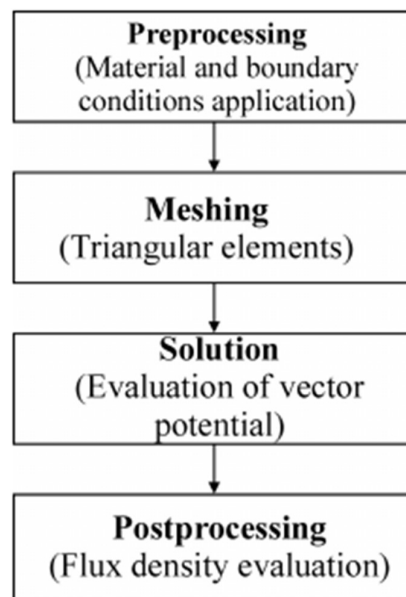 Preprocessing
(Material and boundary
conditions application)
Meshing
(Triangular elements)
Solution
(Evaluation of vector
potential)
Postprocessing
(Flux density evaluation)